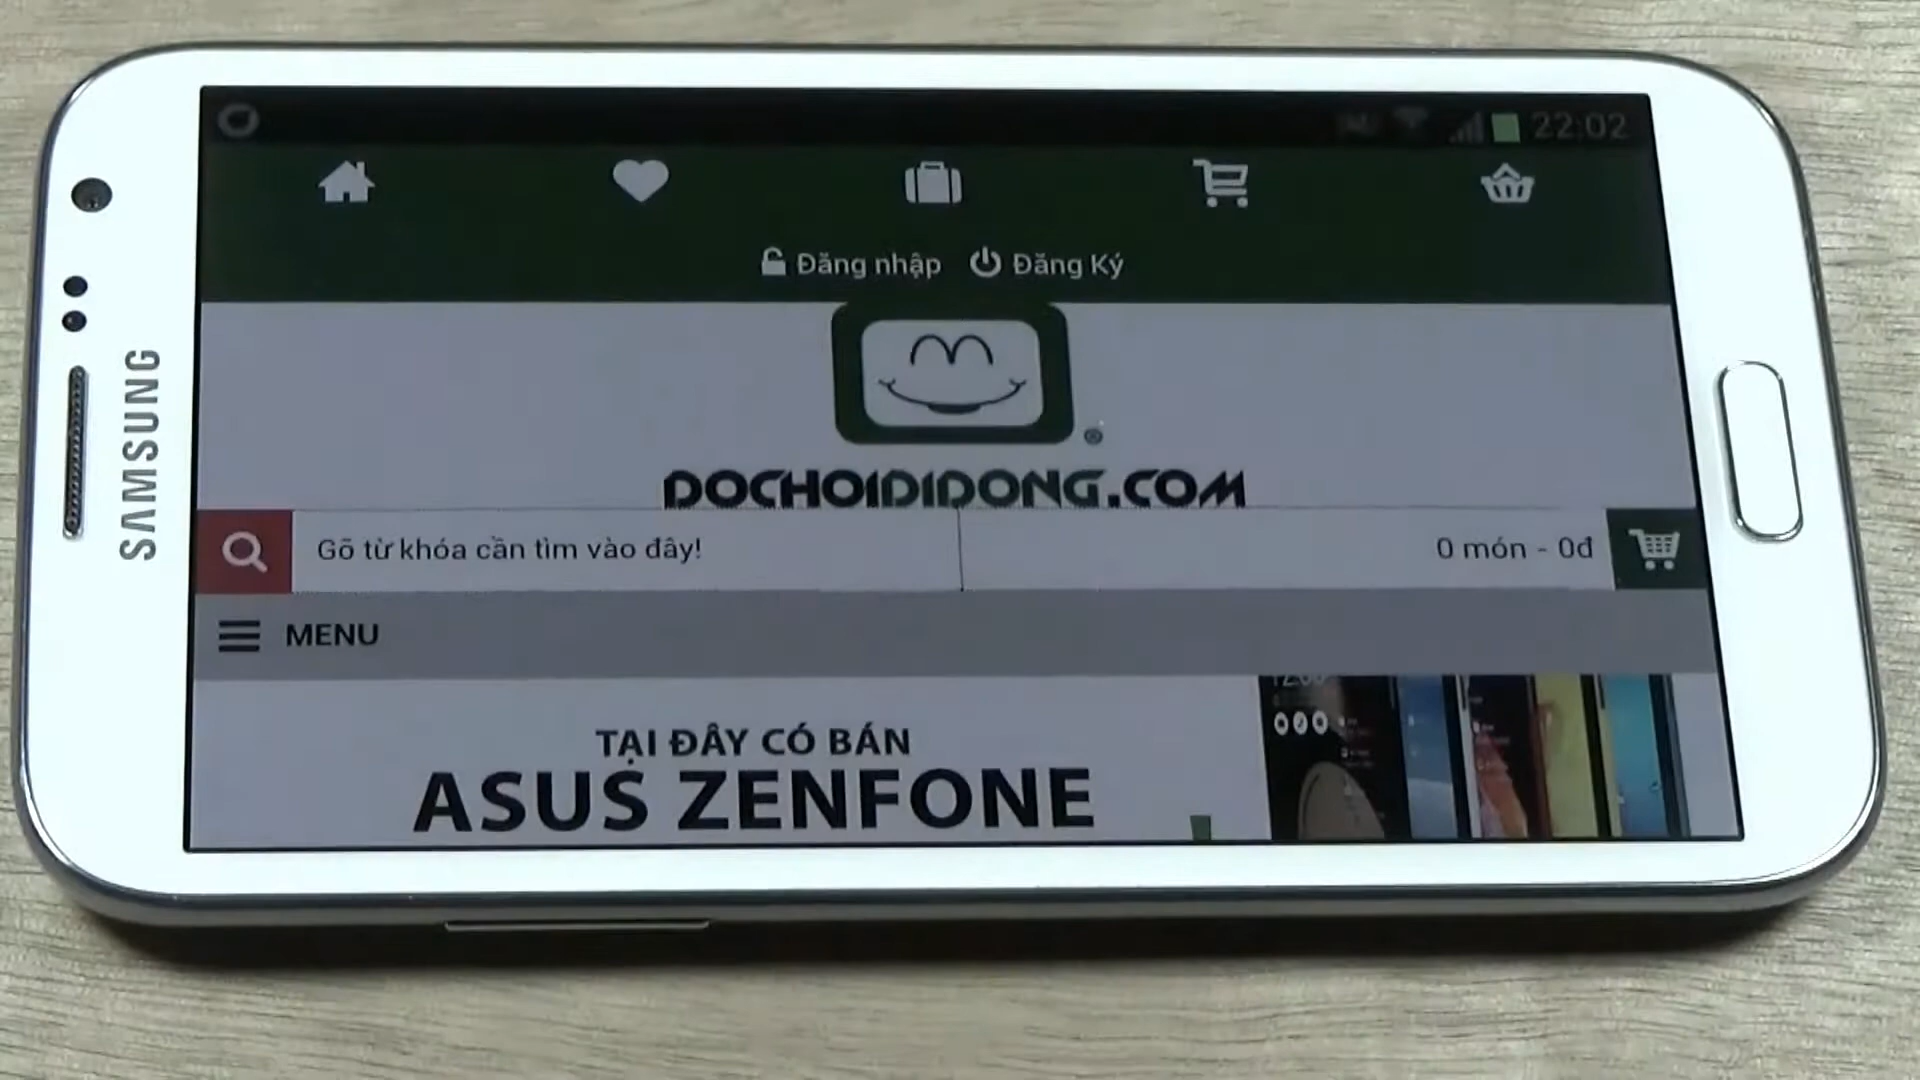 22:02
Đăng nhập Đăng Ký
DOCHOIDIDONG.COM
Gõ từ khóa cần tìm vào đây!
0 món - 0đ
MENU
TẠI ĐÂY CÓ BÁN
ASUS ZENFONE
SAMSUNG